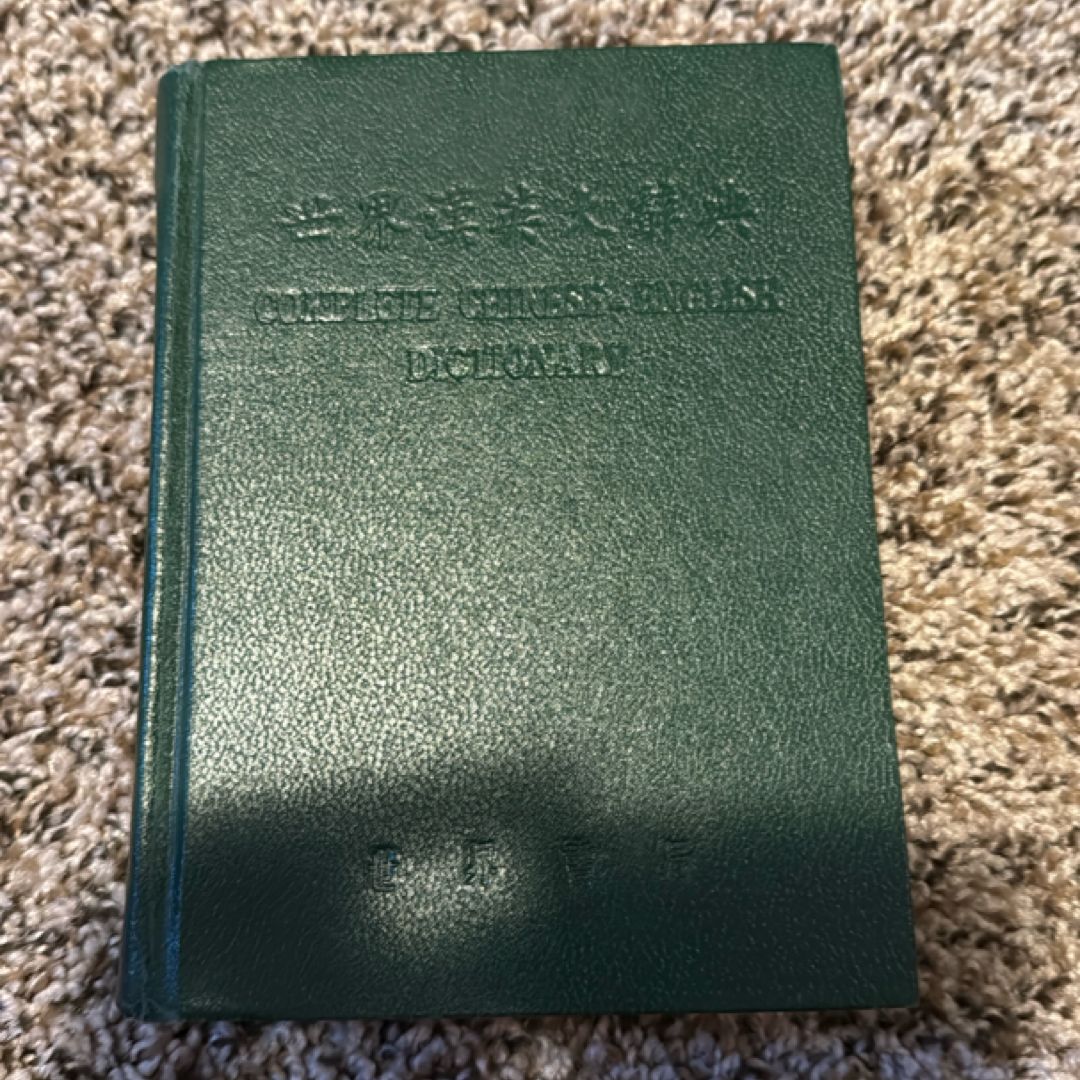 世界漢英大辭典
COMPLETE CHINESE-ENGLISH
DICTIONARY